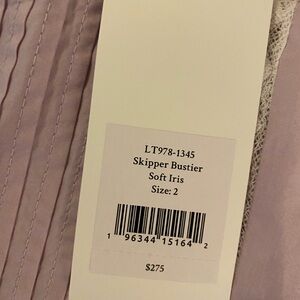 LT978-1345
Skipper Bustier
Soft Iris
Size: 2
1 96344 15164 2
$275